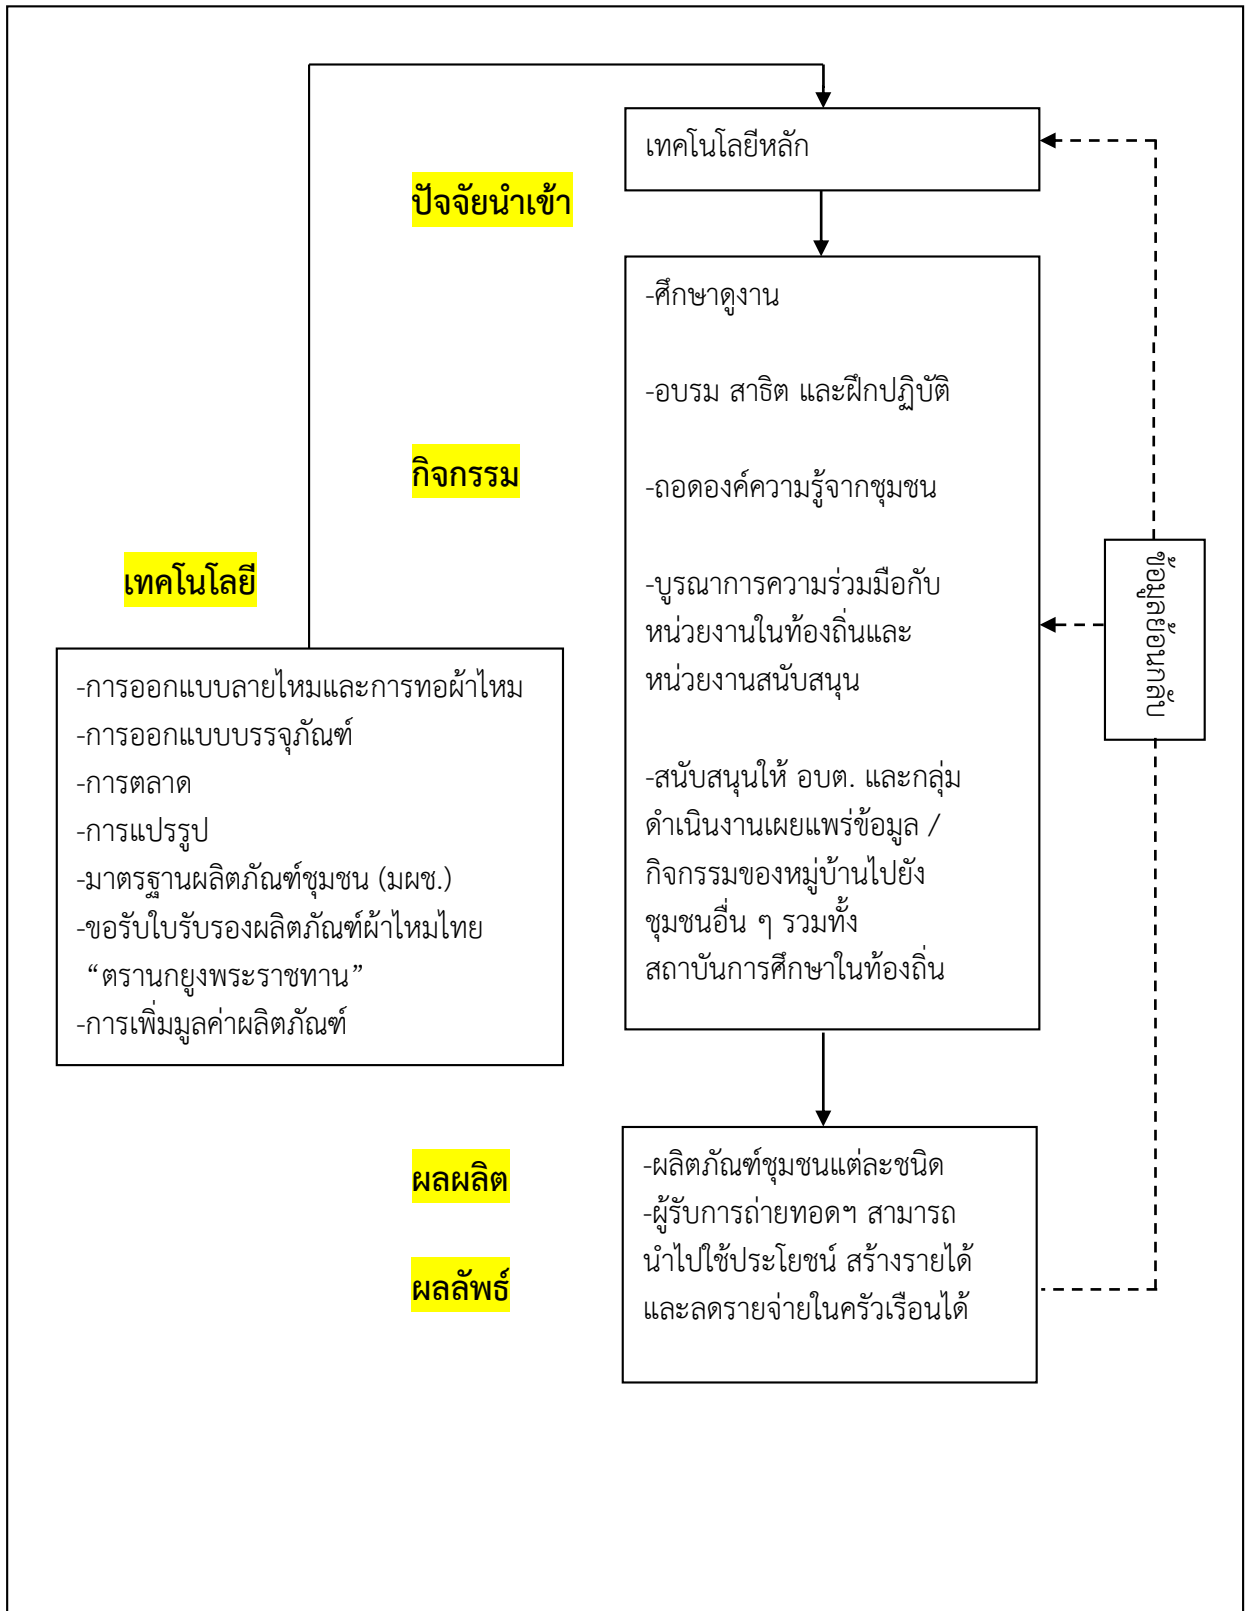 เทคโนโลยีหลัก
ปัจจัยนำเข้า
-ศึกษาดูงาน
-อบรม สาธิต และฝึกปฏิบัติ
กิจกรรม
-ถอดองค์ความรู้จากชุมชน
-บูรณาการความร่วมมือกับ
หน่วยงานในท้องถิ่นและ
หน่วยงานสนับสนุน
-สนับสนุนให้ อบต. และกลุ่ม
ดำเนินงานเผยแพร่ข้อมูล /
กิจกรรมของหมู่บ้านไปยัง
ชุมชนอื่น ๆ รวมทั้ง
สถาบันการศึกษาในท้องถิ่น
ข้อมูลย้อนกลับ
เทคโนโลยี
-การออกแบบลายไหมและการทอผ้าไหม
-การออกแบบบรรจุภัณฑ์
-การตลาด
-การแปรรูป
-มาตรฐานผลิตภัณฑ์ชุมชน (มผช.)
-ขอรับใบรับรองผลิตภัณฑ์ผ้าไหมไทย
“ตรานกยูงพระราชทาน”
-การเพิ่มมูลค่าผลิตภัณฑ์
ผลผลิต
ผลลัพธ์
-ผลิตภัณฑ์ชุมชนแต่ละชนิด
-ผู้รับการถ่ายทอดฯ สามารถ
นำไปใช้ประโยชน์ สร้างรายได้
และลดรายจ่ายในครัวเรือนได้